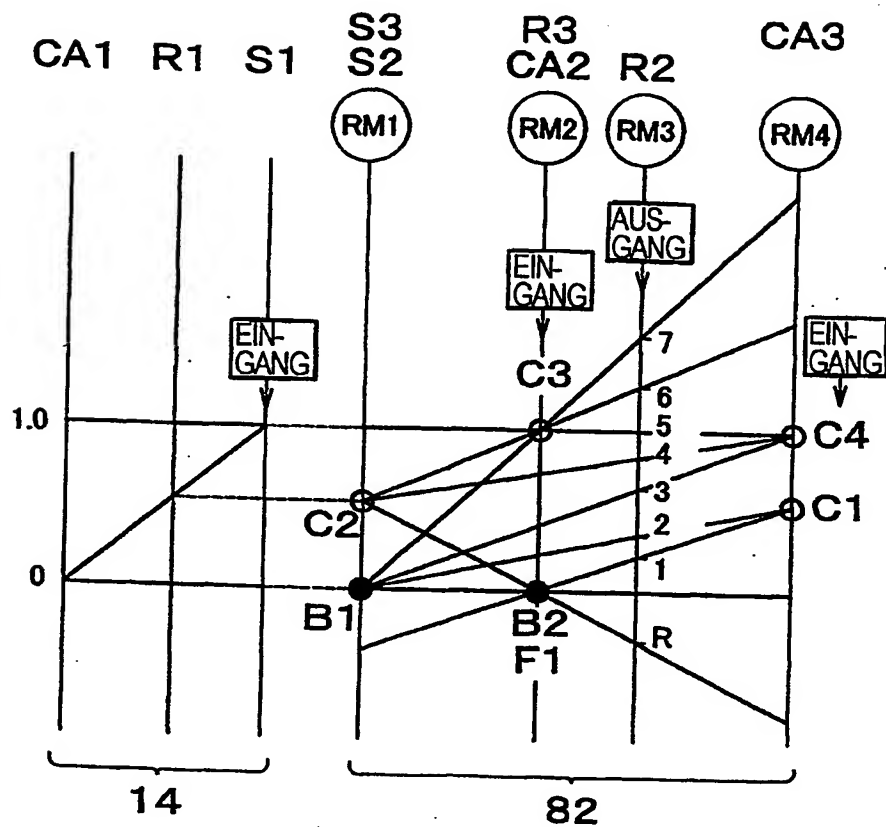 S3 R3 CA3
CA1 R1 S1 S2 CA2 R2
RM1 RM2 RM3 RM4
AUS-
GANG
EIN-
GANG
EIN-
GANG
EIN-
GANG
7
C3
6
1.0
5
C4
4
3
C1
C2
2
0
1
B1
B2
R
F1
14
82